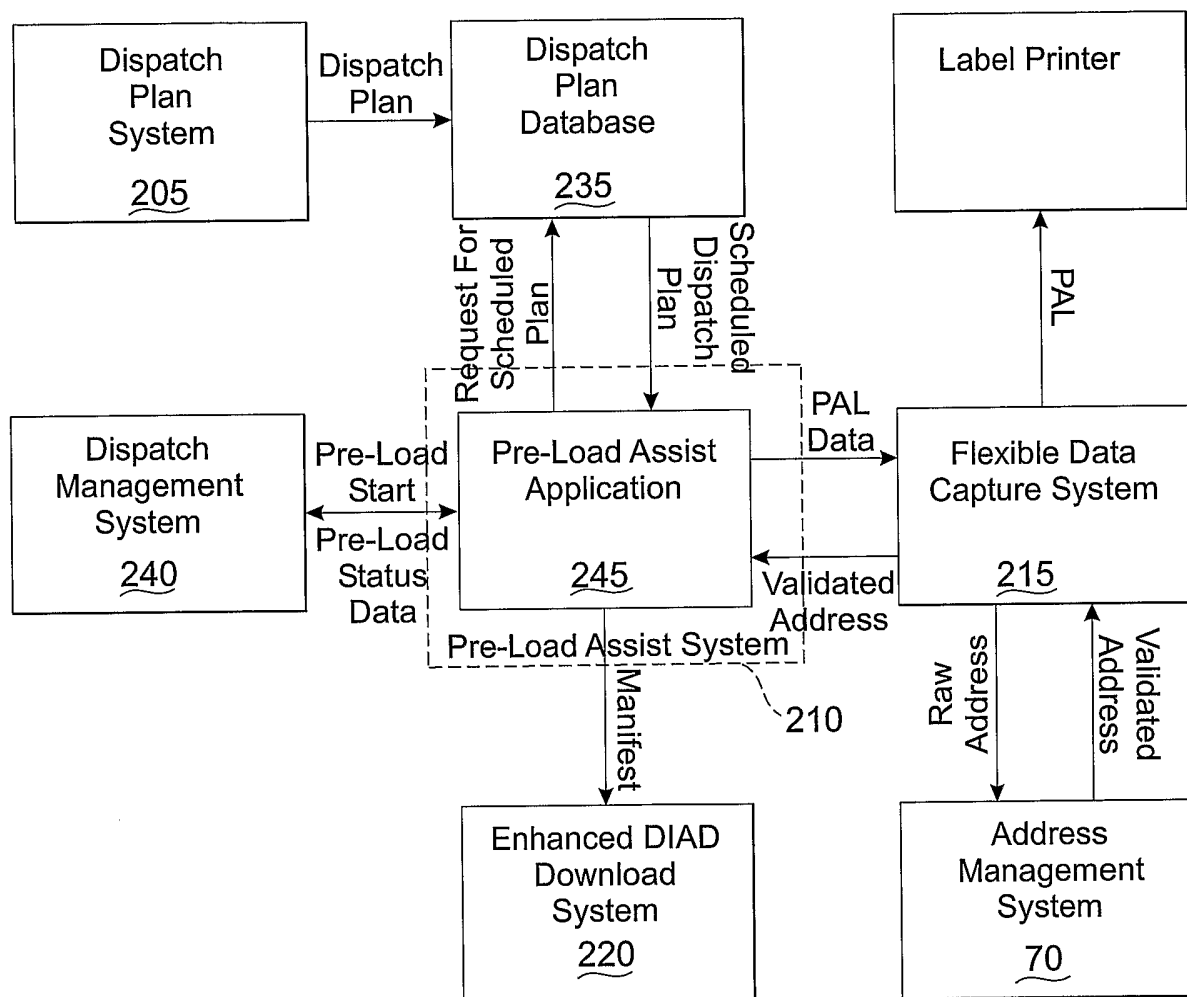 Dispatch
Plan
System
205
Dispatch
Plan
Dispatch
Plan
Database
235
Label Printer
Request For
Scheduled
Plan
Scheduled
Dispatch
Plan
PAL
Dispatch
Management
System
240
Pre-Load
Start
Pre-Load
Status
Data
Pre-Load Assist
Application
245
Pre-Load Assist System
210
PAL
Data
Validated
Address
Flexible Data
Capture System
215
Manifest
Raw
Address
Validated
Address
Enhanced DIAD
Download
System
220
Address
Management
System
70